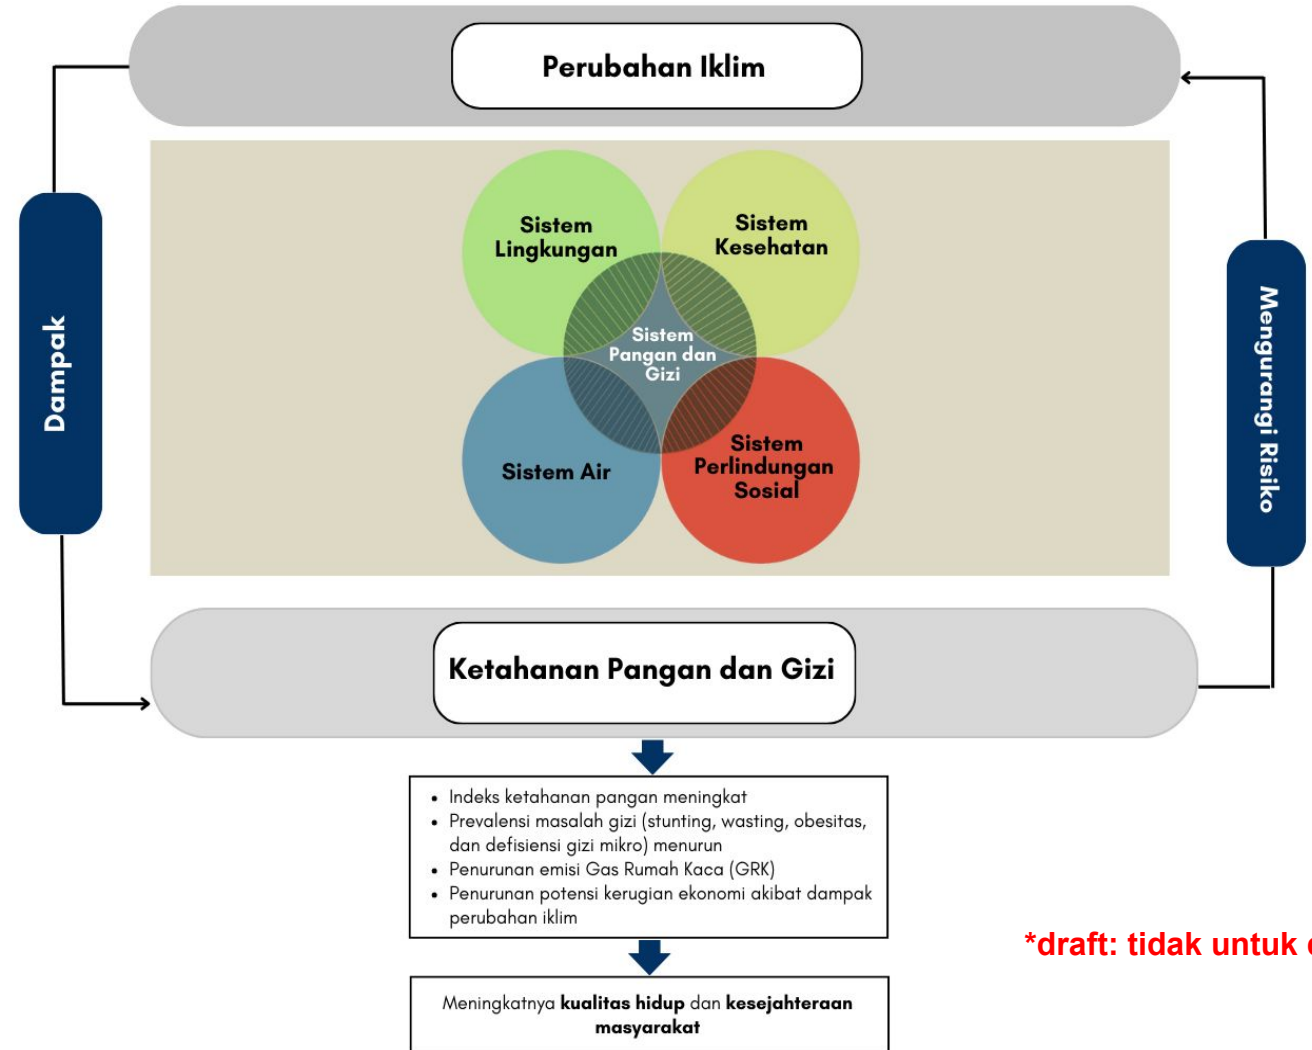 Perubahan Iklim
Dampak
Mengurangi Risiko
Sistem
Lingkungan
Sistem
Kesehatan
Sistem
Pangan dan
Gizi
Sistem Air
Sistem
Perlindungan
Sosial
Ketahanan Pangan dan Gizi
• Indeks ketahanan pangan meningkat
• Prevalensi masalah gizi (stunting, wasting, obesitas,
dan defisiensi gizi mikro) menurun
• Penurunan emisi Gas Rumah Kaca (GRK)
• Penurunan potensi kerugian ekonomi akibat dampak
perubahan iklim
*draft: tidak untuk
Meningkatnya kualitas hidup dan kesejahteraan
masyarakat